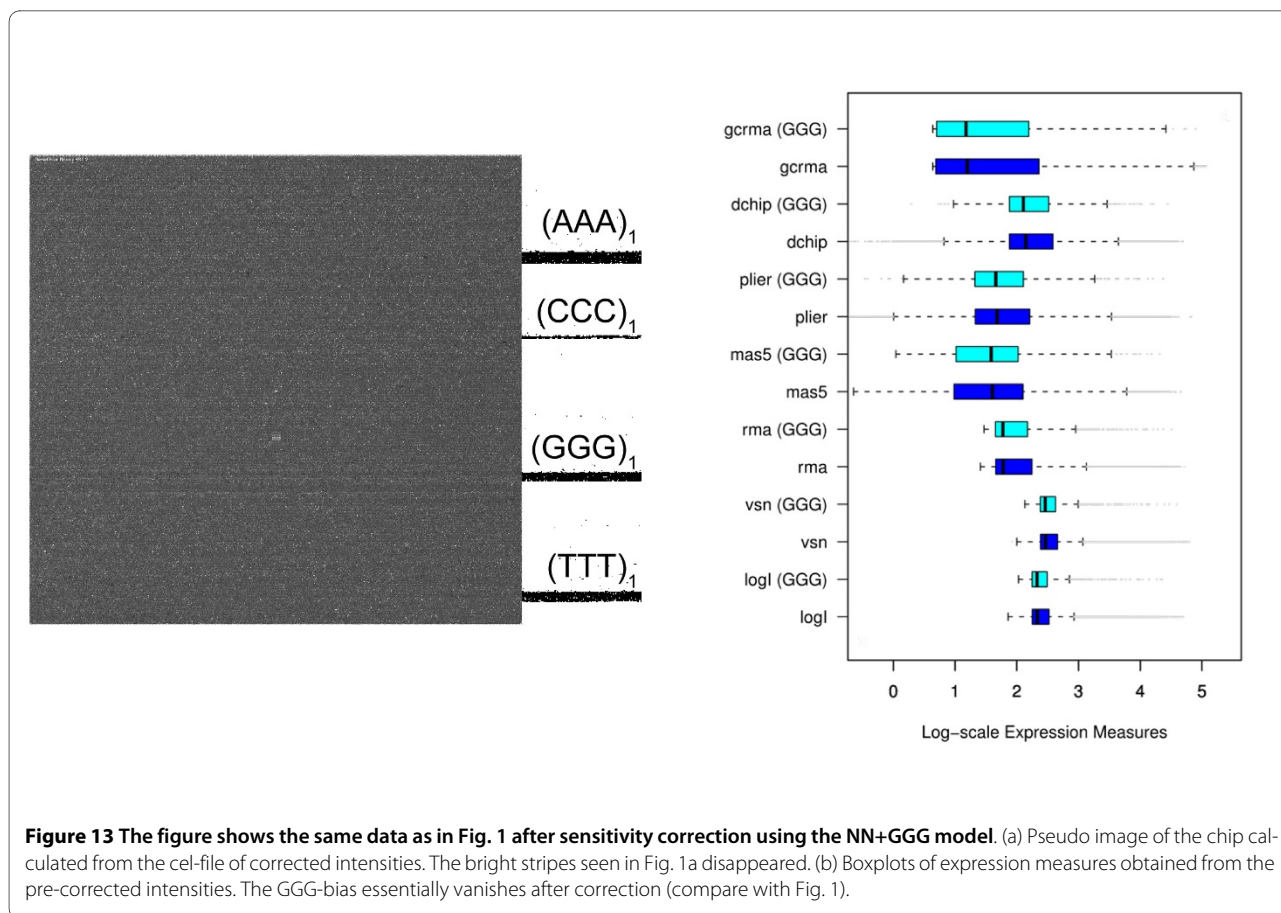 (AAA)1
(CCC)1
(GGG)1
(TTT)1
gcrma (GGG)
gcrma
dchip (GGG)
dchip
plier (GGG)
plier
mas5 (GGG)
mas5
rma (GGG)
rma
vsn (GGG)
vsn
logI (GGG)
logI
0 1 2 3 4 5
Log-scale Expression Measures
Figure 13 The figure shows the same data as in Fig. 1 after sensitivity correction using the NN+GGG model. (a) Pseudo image of the chip cal-
culated from the cel-file of corrected intensities. The bright stripes seen in Fig. 1a disappeared. (b) Boxplots of expression measures obtained from the
pre-corrected intensities. The GGG-bias essentially vanishes after correction (compare with Fig. 1).